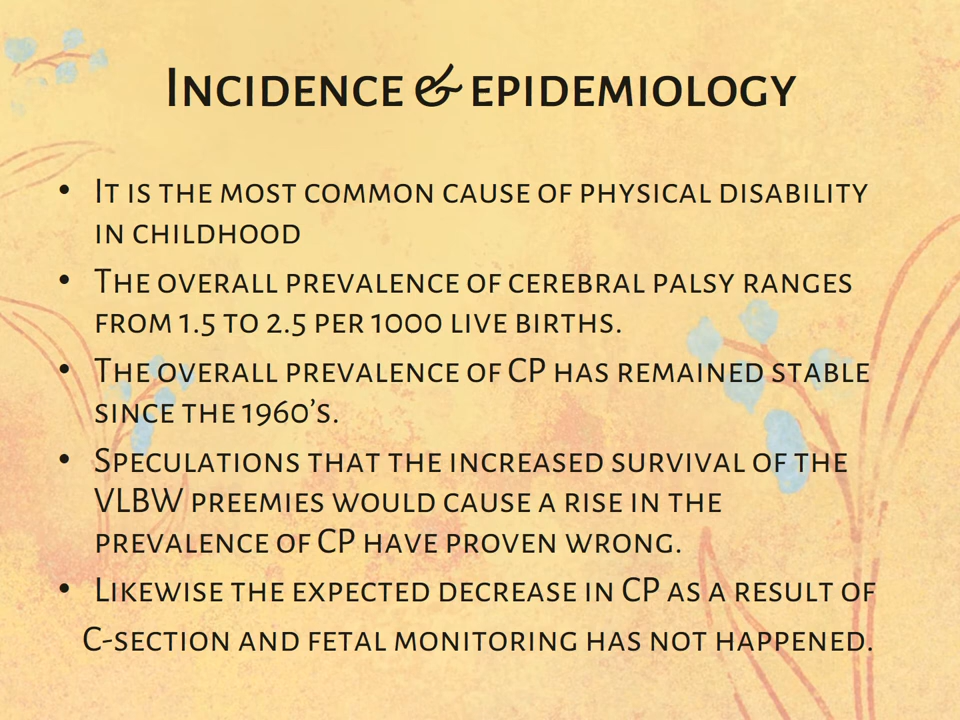 Incidence & epidemiology
• It is the most common cause of physical disability
in childhood
• The overall prevalence of cerebral palsy ranges
from 1.5 to 2.5 per 1000 live births.
• The overall prevalence of CP has remained stable
since the 1960’s.
• Speculations that the increased survival of the
VLBW preemies would cause a rise in the
prevalence of CP have proven wrong.
• Likewise the expected decrease in CP as a result of
C-section and fetal monitoring has not happened.